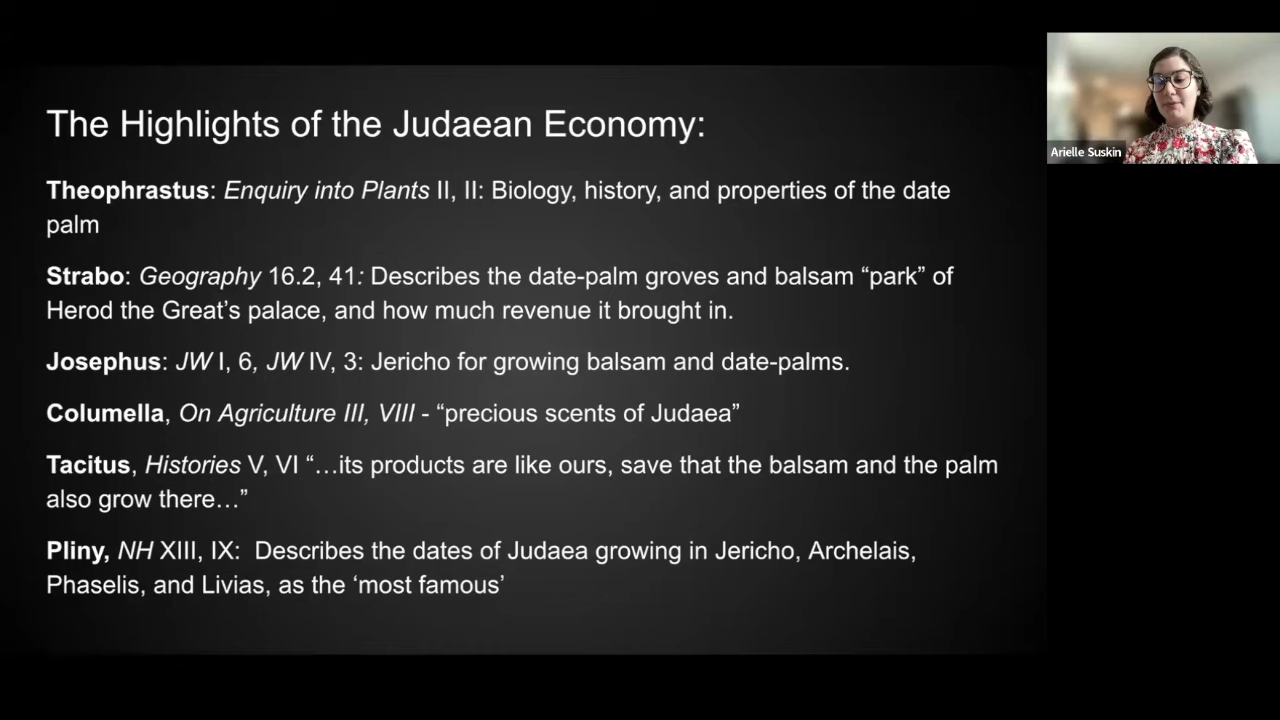 The Highlights of the Judaean Economy:
Theophrastus: Enquiry into Plants II, II: Biology, history, and properties of the date
palm
Strabo: Geography 16.2, 41: Describes the date-palm groves and balsam “park” of
Herod the Great’s palace, and how much revenue it brought in.
Josephus: JW I, 6, JW IV, 3: Jericho for growing balsam and date-palms.
Columella, On Agriculture III, VIII - “precious scents of Judaea”
Tacitus, Histories V, VI “…its products are like ours, save that the balsam and the palm
also grow there…”
Pliny, NH XIII, IX:  Describes the dates of Judaea growing in Jericho, Archelais,
Phaselis, and Livias, as the ‘most famous’
Arielle Suskin